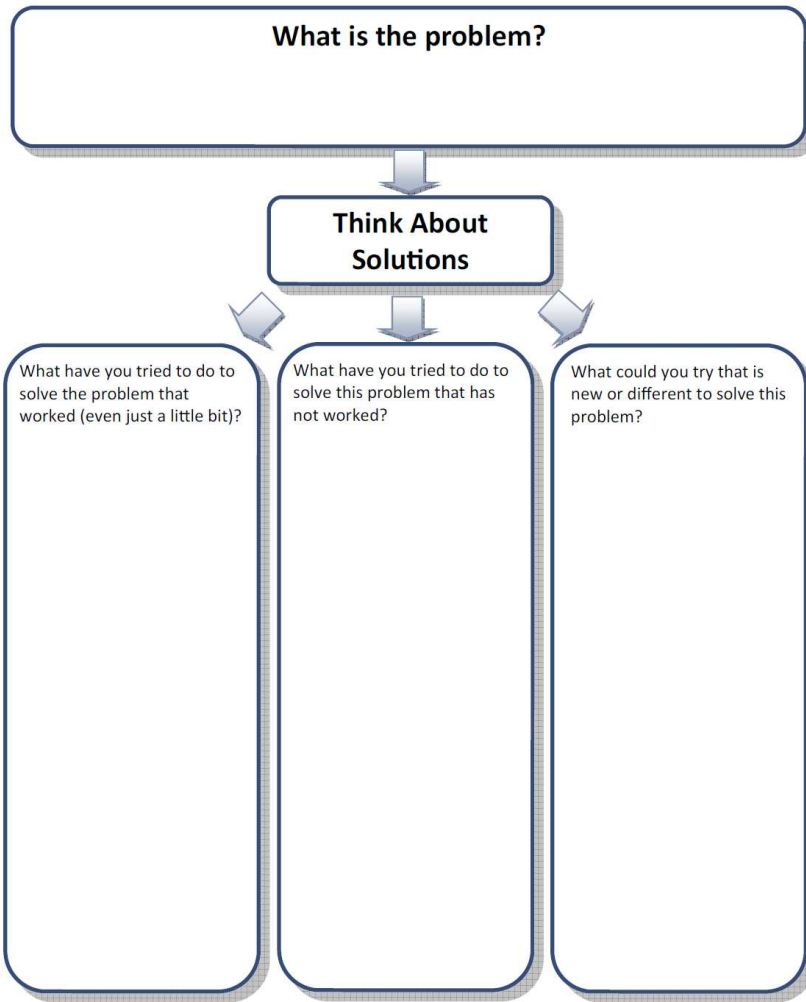 What is the problem?
Think About
Solutions
What have you tried to do to
solve the problem that
worked (even just a little bit)?
What have you tried to do to
solve this problem that has
not worked?
What could you try that is
new or different to solve this
problem?